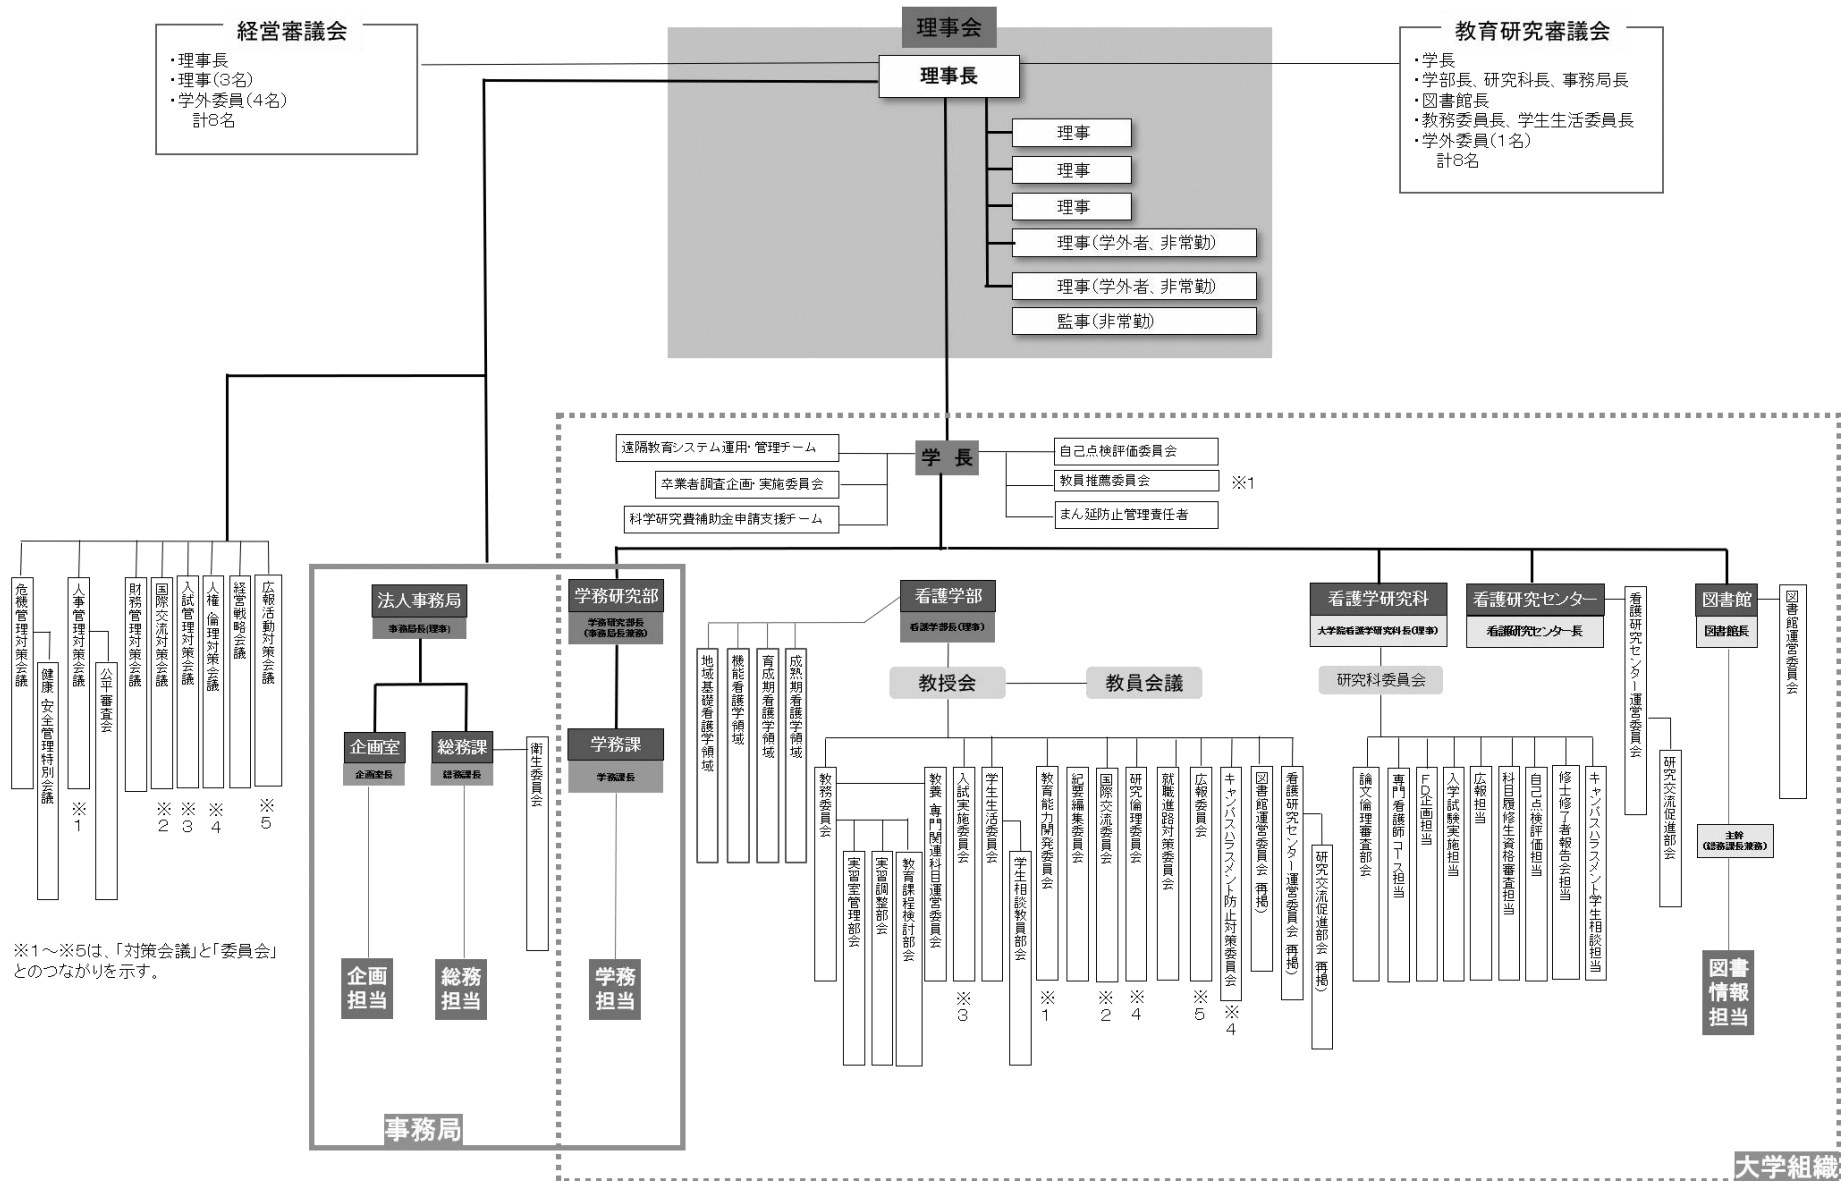 経営審議会
・理事長
・理事(3名)
・学外委員(4名)
計8名
理事会
理事長
理事
理事
理事
理事(学外者、非常勤)
理事(学外者、非常勤)
監事(非常勤)
教育研究審議会
・学長
・学部長、研究科長、事務局長
・図書館長
・教務委員長、学生生活委員長
・学外委員(1名)
計8名
学 長
遠隔教育システム運用・管理チーム
卒業者調査企画・実施委員会
科学研究費補助金申請支援チーム
自己点検評価委員会
教員推薦委員会
※1
まん延防止管理責任者
危機管理対策会議
健康 安全管理特別会議
人事管理対策会議
※1
公平審査会
財務管理対策会議
国際交流対策会議
※2
入試管理対策会議
※3
人権 倫理対策会議
※4
経営戦略会議
広報活動対策会議
※5
※1～※5は、「対策会議」と「委員会」
とのつながりを示す。
法人事務局
事務局長(理事)
企画室
企画室長
総務課
総務課長
衛生委員会
企画
担当
総務
担当
事務局
学務研究部
学務研究部長
(事務局長兼務)
学務課
学務課長
学務
担当
看護学部
看護学部長(理事)
地域基礎看護学領域
機能看護学領域
育成期看護学領域
成熟期看護学領域
教授会
教員会議
教務委員会
実習室管理部会
実習調整部会
教育課程検討部会
教養 専門関連科目運営委員会
入試実施委員会
※3
学生生活委員会
学生相談教員部会
教育能力開発委員会
※1
紀要編集委員会
国際交流委員会
※2
研究倫理委員会
※4
就職進路対策委員会
広報委員会
※5
キャンパスハラスメント防止対策委員会
※4
図書館運営委員会 再掲)
看護研究センター運営委員会 再掲)
研究交流促進部会 再掲)
看護学研究科
大学院看護学研究科長(理事)
研究科委員会
論文倫理審査部会
専門看護師コース担当
FD企画担当
入学試験実施担当
広報担当
科目履修生資格審査担当
自己点検評価担当
修士修了者報告会担当
キャンパスハラスメント学生相談担当
看護研究センター
看護研究センター長
看護研究センター運営委員会
研究交流促進部会
図書館
図書館長
図書館運営委員会
主幹
(総務課長兼務)
図書
情報
担当
大学組織